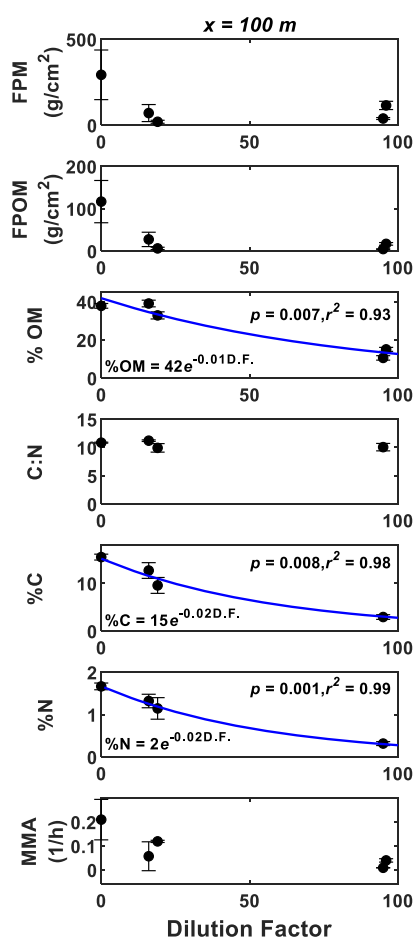 x = 100 m
FPM
(g/cm²)
500
0
0
50
100
FPOM
(g/cm²)
200
100
0
0
50
100
% OM
40
20
0
p = 0.007,r² = 0.93
%OM = 42e^-0.01D.F.
0
50
100
C:N
15
10
5
0
0
50
100
%C
10
0
p = 0.008,r² = 0.98
%C = 15e^-0.02D.F.
0
50
100
%N
2
1
0
p = 0.001,r² = 0.99
%N = 2e^-0.02D.F.
0
50
100
MMA
(1/h)
0.2
0.1
0
0
50
100
Dilution Factor